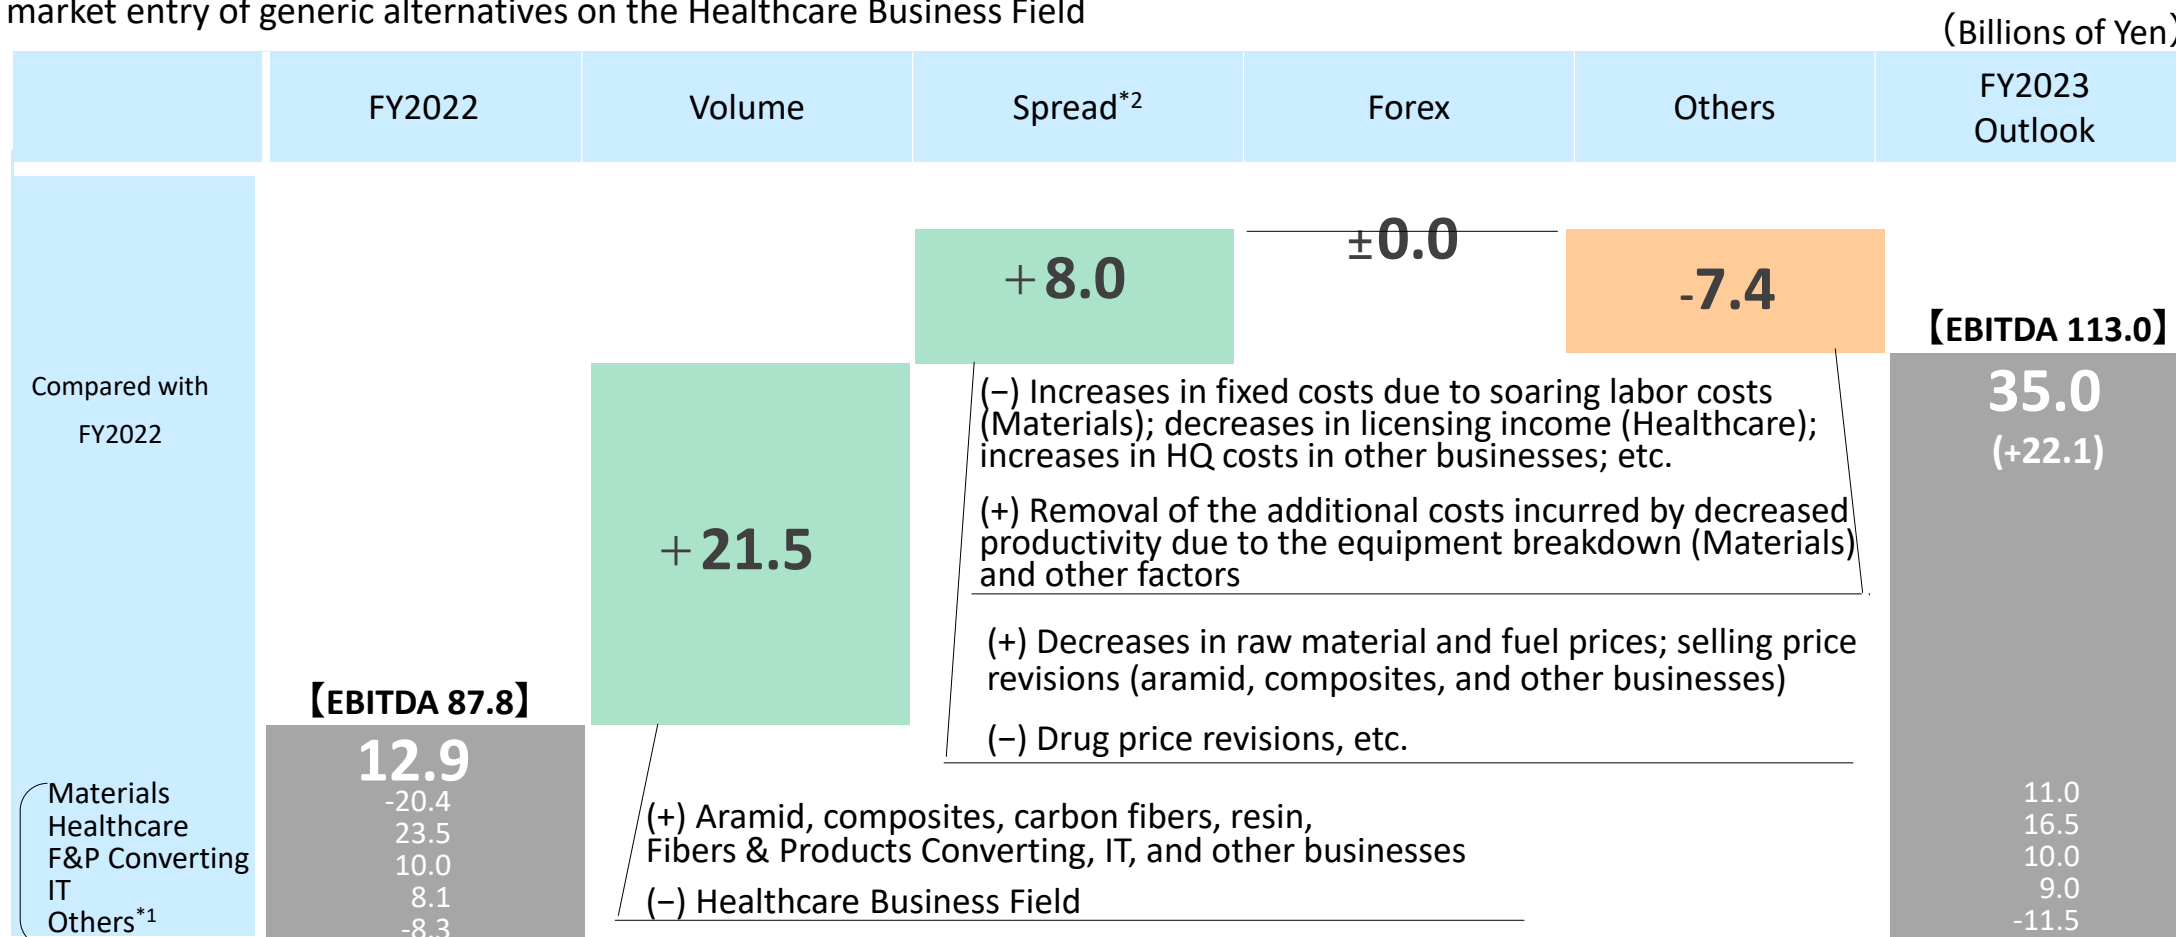 market entry of generic alternatives on the Healthcare Business Field
(Billions of Yen)
FY2022
Volume
Spread*2
Forex
Others
FY2023
Outlook
Compared with
FY2022
【EBITDA 87.8】
12.9
+21.5
+8.0
±0.0
-7.4
【EBITDA 113.0】
35.0
(+22.1)
(−) Increases in fixed costs due to soaring labor costs
(Materials); decreases in licensing income (Healthcare);
increases in HQ costs in other businesses; etc.
(+) Removal of the additional costs incurred by decreased
productivity due to the equipment breakdown (Materials)
and other factors
(+) Decreases in raw material and fuel prices; selling price
revisions (aramid, composites, and other businesses)
(−) Drug price revisions, etc.
(+) Aramid, composites, carbon fibers, resin,
Fibers & Products Converting, IT, and other businesses
(−) Healthcare Business Field
Materials -20.4 11.0
Healthcare 23.5 16.5
F&P Converting 10.0 10.0
IT 8.1 9.0
Others*1 -8.3 -11.5